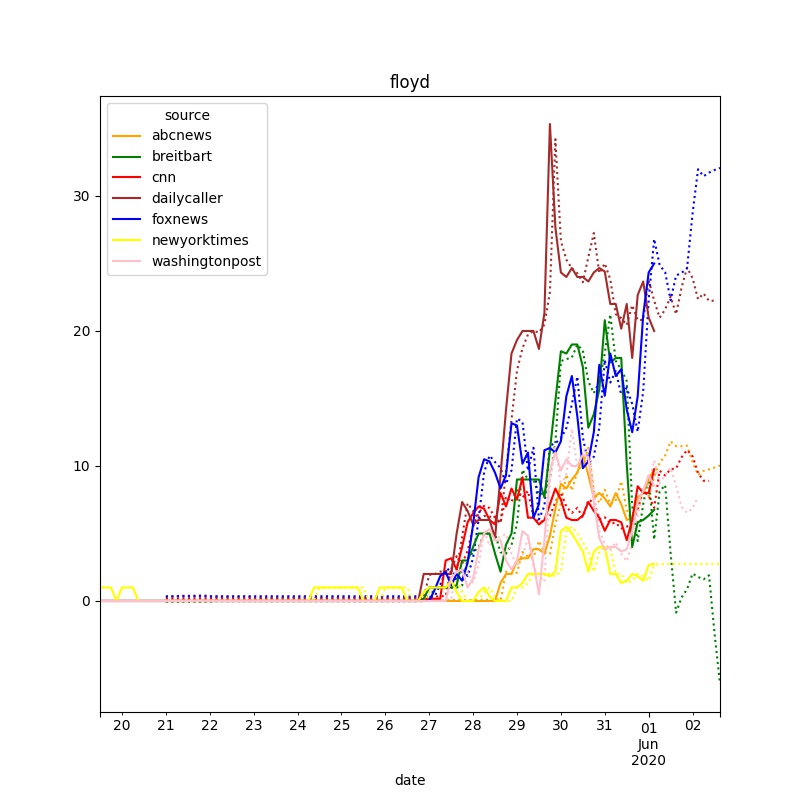 floyd
source
abcnews
breitbart
cnn
dailycaller
foxnews
newyorktimes
washingtonpost
30
20
10
0
20 21 22 23 24 25 26 27 28 29 30 31 01 02
Jun
2020
date